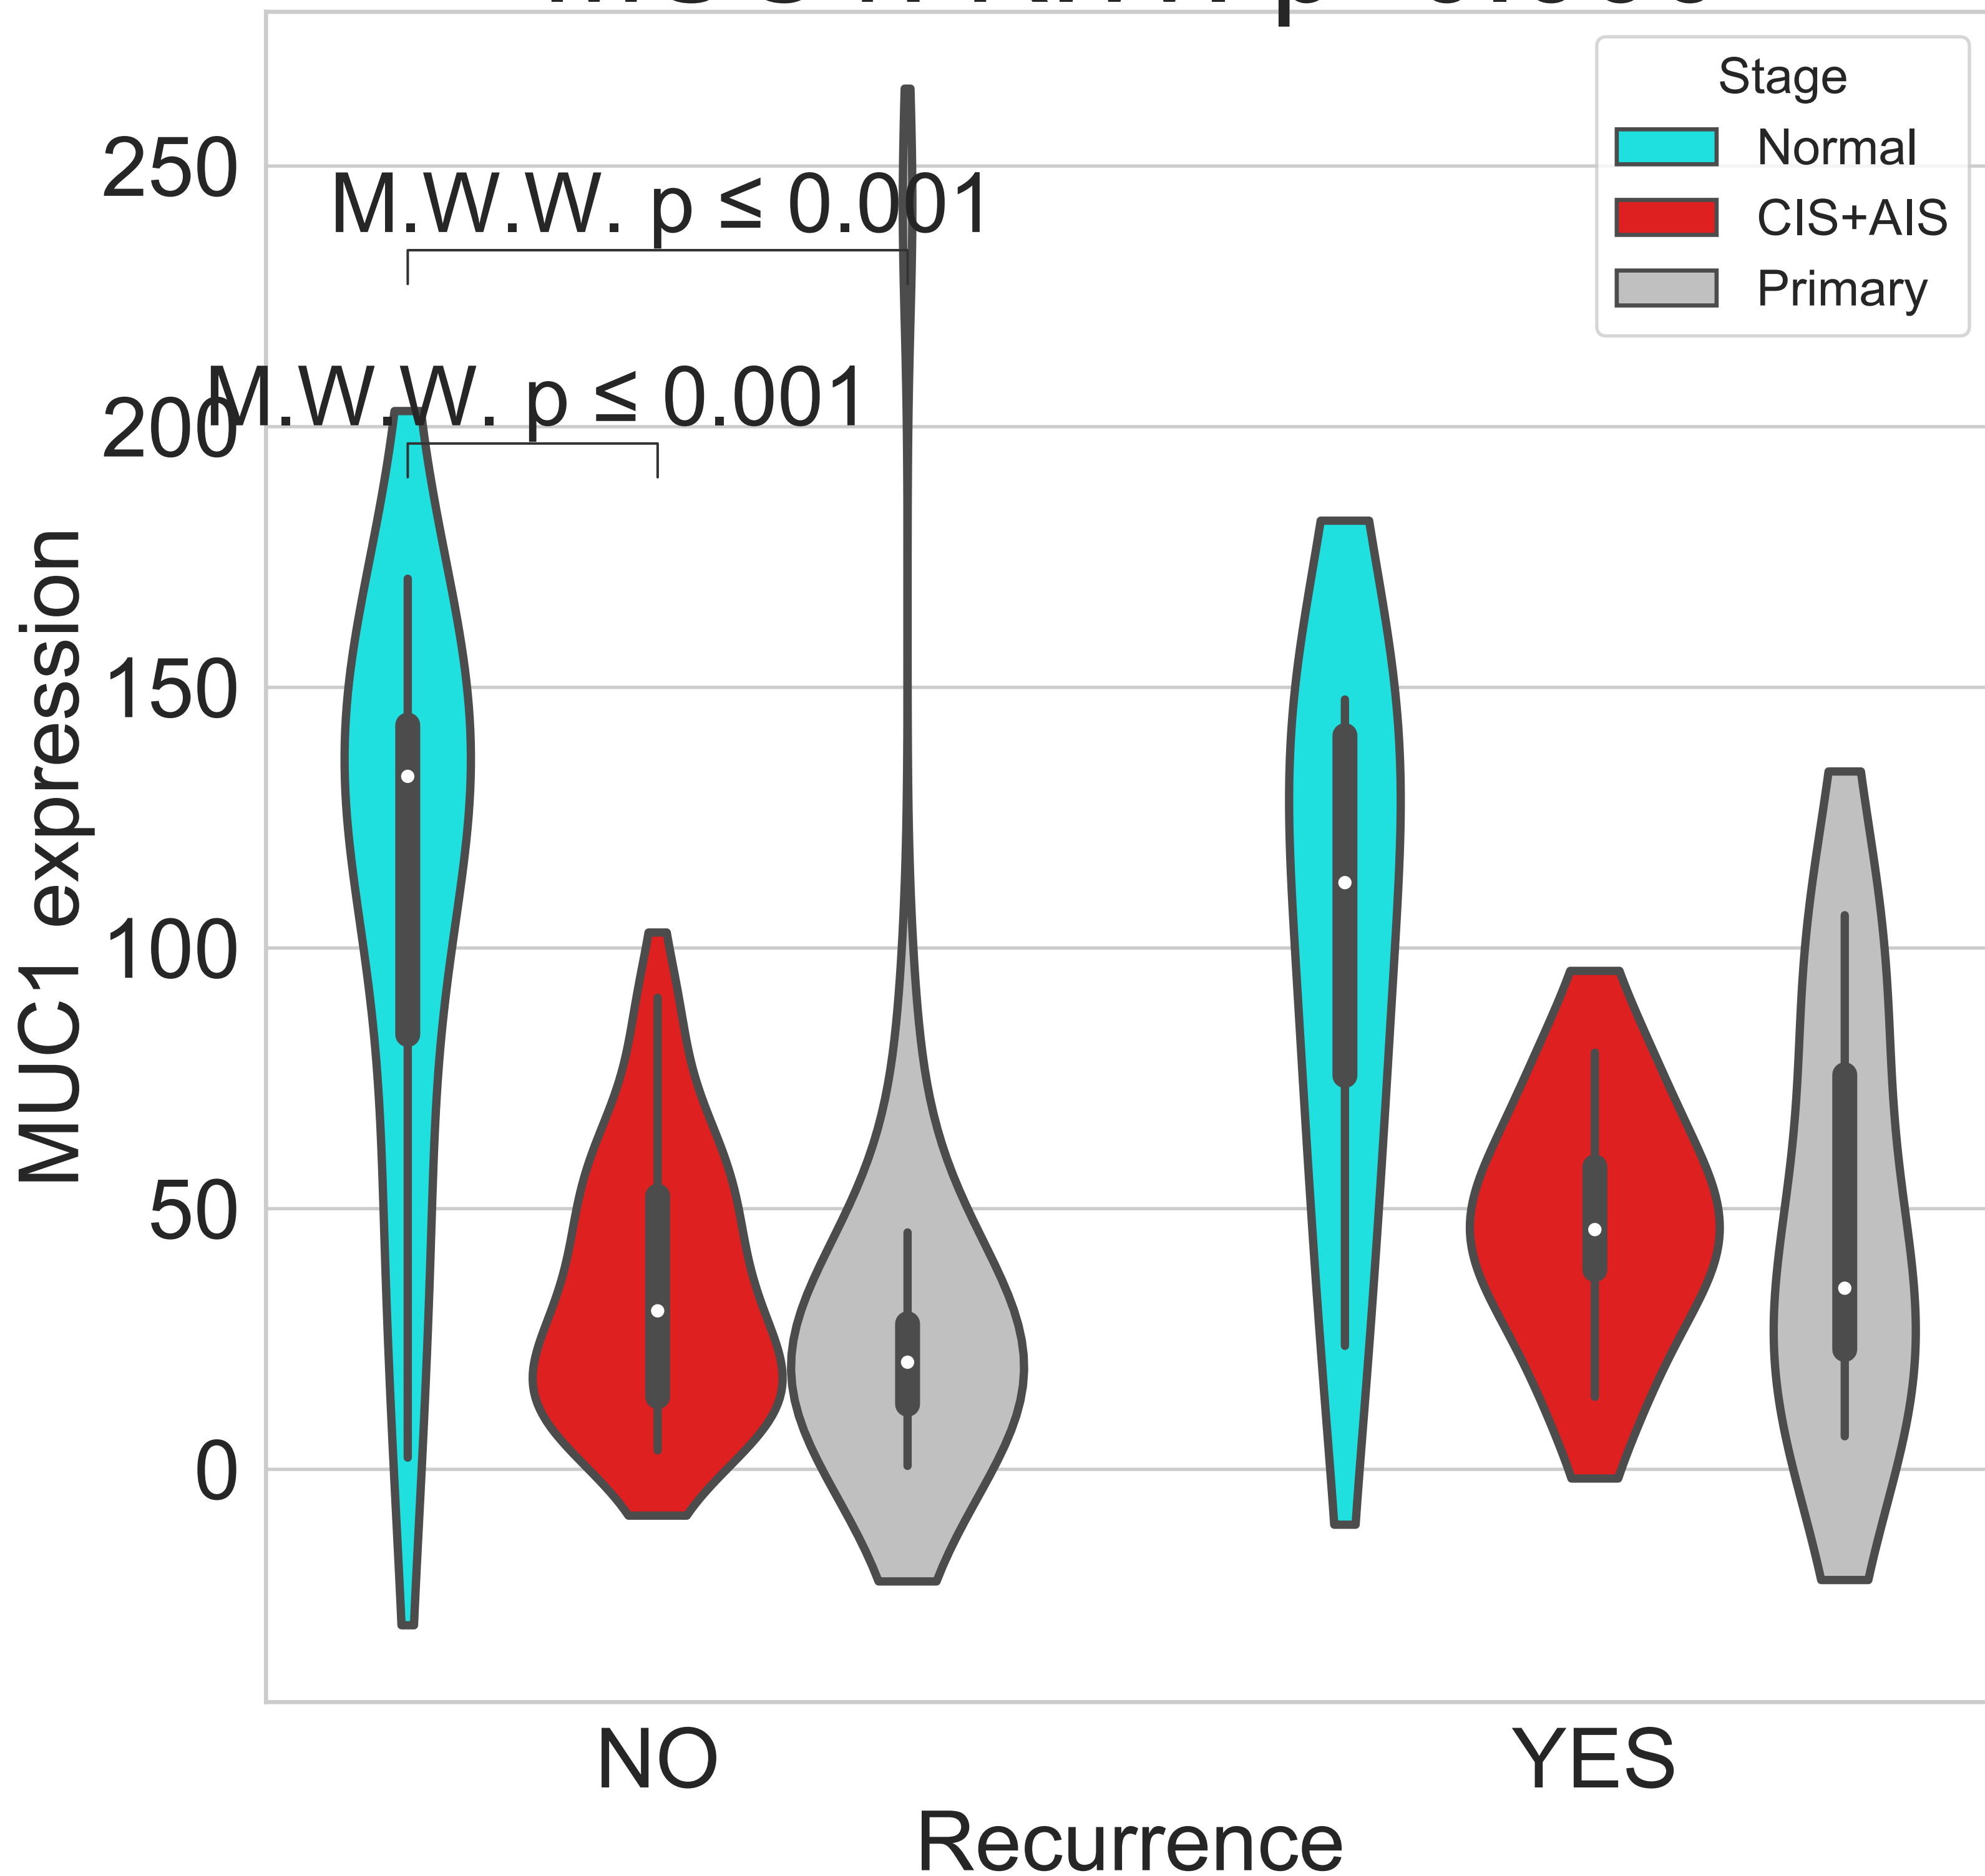 Stage
Normal
CIS+AIS
Primary
M.W.W. p ≤ 0.001
M.W.W. p ≤ 0.001
250
200
150
100
50
0
MUC1 expression
NO
YES
Recurrence